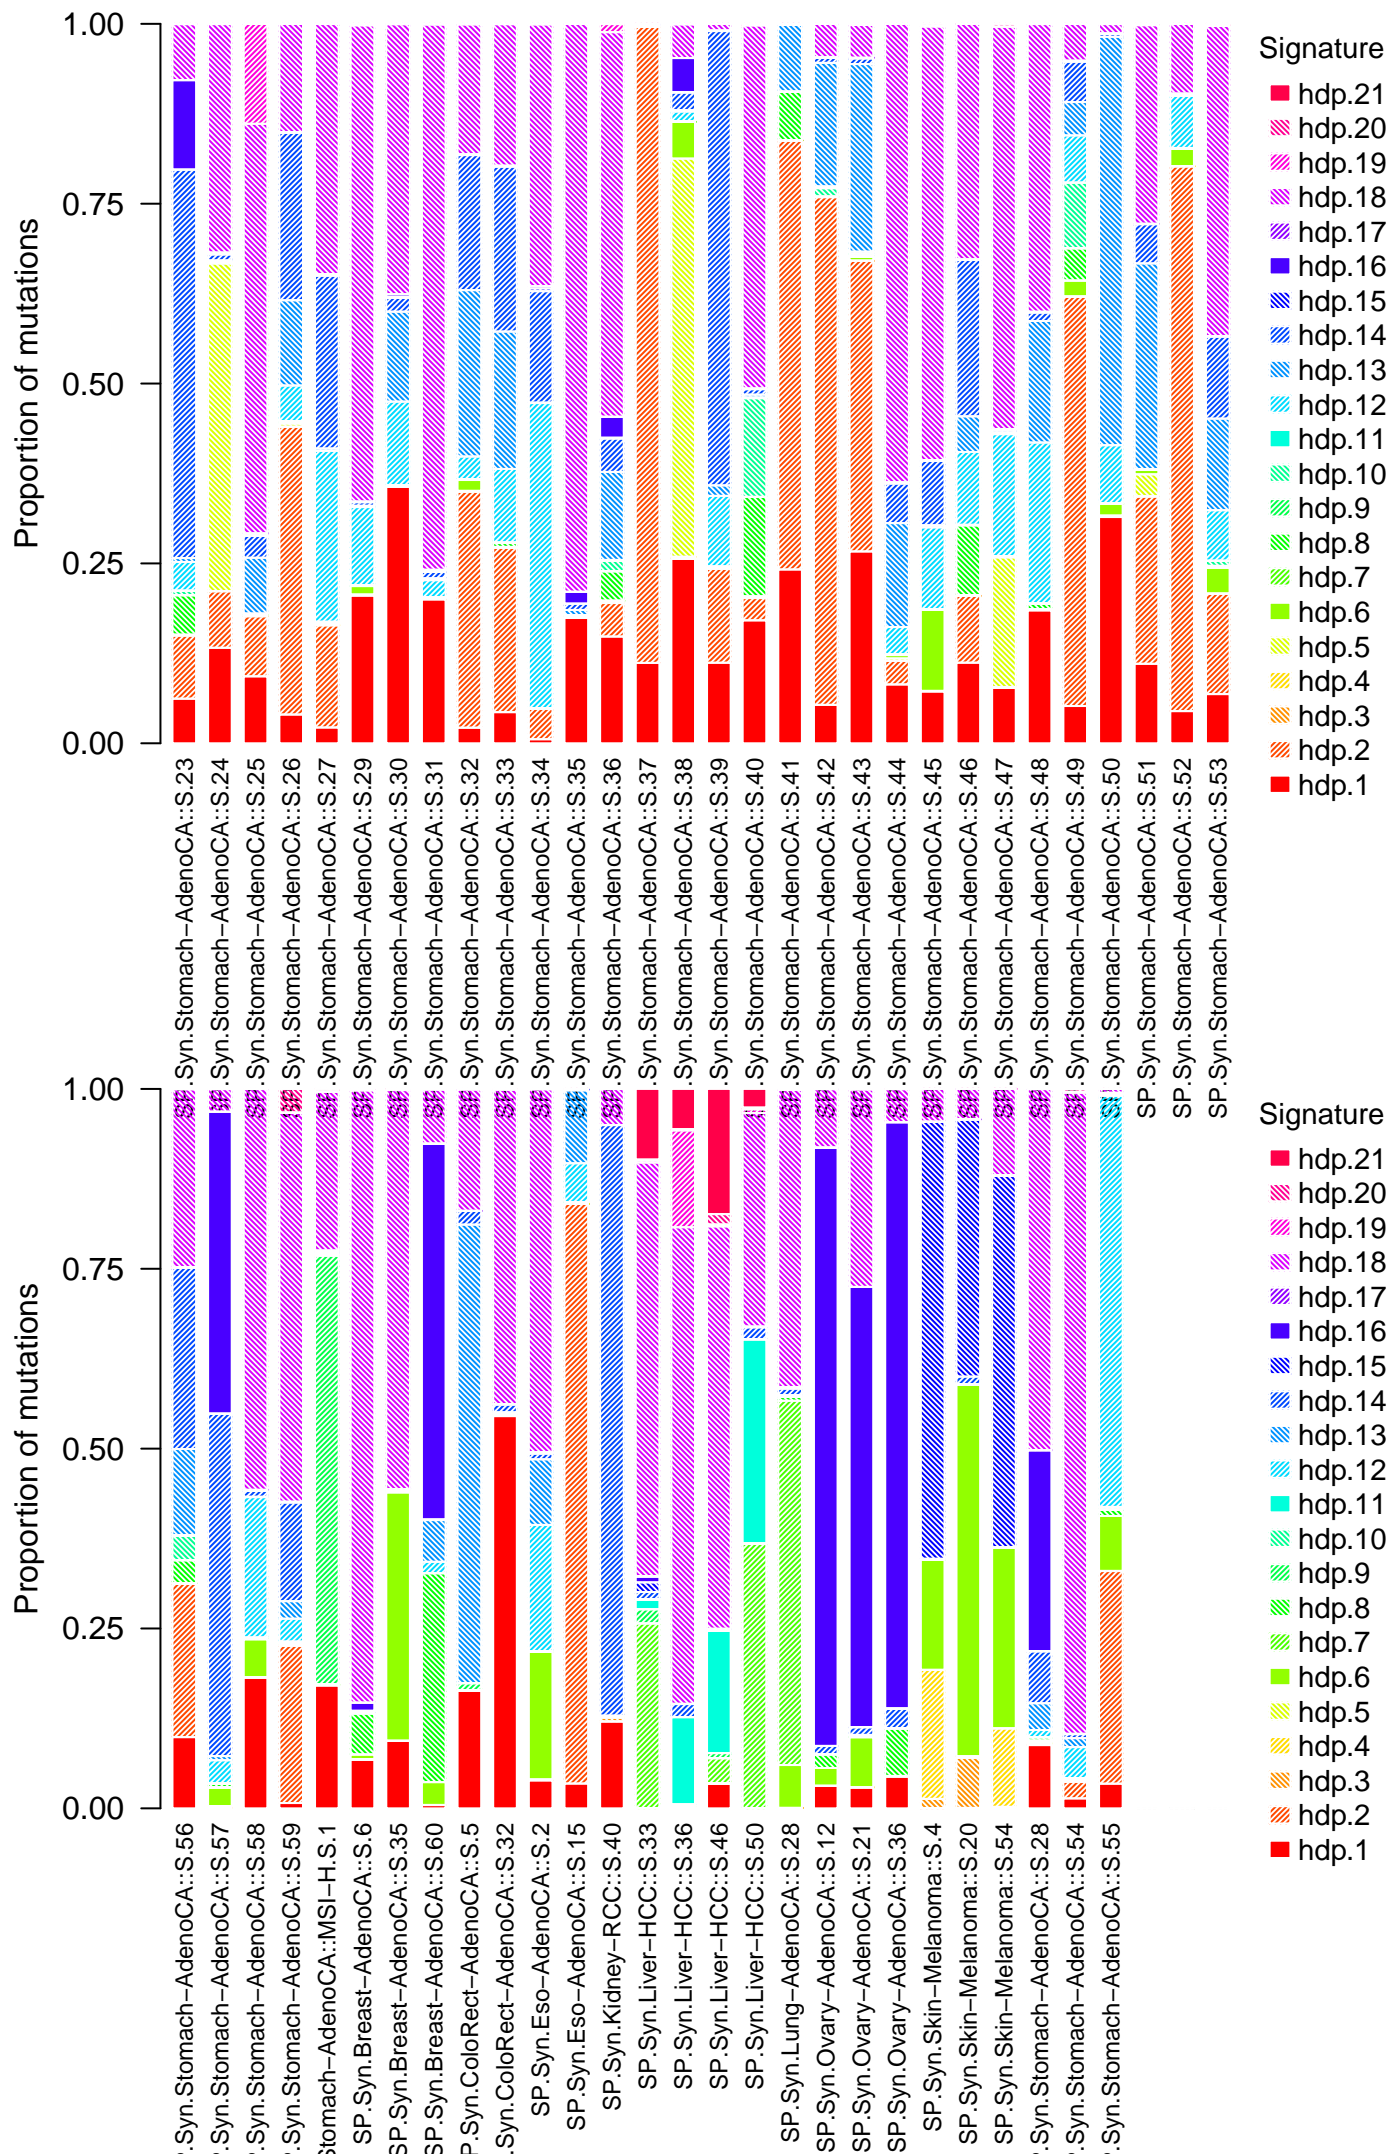 Proportion of mutations
1.00
0.75
0.50
0.25
0.00
.Syn.Stomach−AdenoCA::S.23
.Syn.Stomach−AdenoCA::S.24
.Syn.Stomach−AdenoCA::S.25
.Syn.Stomach−AdenoCA::S.26
.Syn.Stomach−AdenoCA::S.27
.Syn.Stomach−AdenoCA::S.29
.Syn.Stomach−AdenoCA::S.30
.Syn.Stomach−AdenoCA::S.31
.Syn.Stomach−AdenoCA::S.32
.Syn.Stomach−AdenoCA::S.33
.Syn.Stomach−AdenoCA::S.34
.Syn.Stomach−AdenoCA::S.35
.Syn.Stomach−AdenoCA::S.36
.Syn.Stomach−AdenoCA::S.37
.Syn.Stomach−AdenoCA::S.38
.Syn.Stomach−AdenoCA::S.39
.Syn.Stomach−AdenoCA::S.40
.Syn.Stomach−AdenoCA::S.41
.Syn.Stomach−AdenoCA::S.42
.Syn.Stomach−AdenoCA::S.43
.Syn.Stomach−AdenoCA::S.44
.Syn.Stomach−AdenoCA::S.45
.Syn.Stomach−AdenoCA::S.46
.Syn.Stomach−AdenoCA::S.47
.Syn.Stomach−AdenoCA::S.48
.Syn.Stomach−AdenoCA::S.49
.Syn.Stomach−AdenoCA::S.50
SP.Syn.Stomach−AdenoCA::S.51
SP.Syn.Stomach−AdenoCA::S.52
SP.Syn.Stomach−AdenoCA::S.53
Signature
hdp.21
hdp.20
hdp.19
hdp.18
hdp.17
hdp.16
hdp.15
hdp.14
hdp.13
hdp.12
hdp.11
hdp.10
hdp.9
hdp.8
hdp.7
hdp.6
hdp.5
hdp.4
hdp.3
hdp.2
hdp.1
Proportion of mutations
1.00
0.75
0.50
0.25
0.00
.Syn.Stomach−AdenoCA::S.56
.Syn.Stomach−AdenoCA::S.57
.Syn.Stomach−AdenoCA::S.58
.Syn.Stomach−AdenoCA::S.59
Stomach−AdenoCA::MSI−H.S.1
SP.Syn.Breast−AdenoCA::S.6
SP.Syn.Breast−AdenoCA::S.35
SP.Syn.Breast−AdenoCA::S.60
P.Syn.ColoRect−AdenoCA::S.5
.Syn.ColoRect−AdenoCA::S.32
SP.Syn.Eso−AdenoCA::S.2
SP.Syn.Eso−AdenoCA::S.15
SP.Syn.Kidney−RCC::S.40
SP.Syn.Liver−HCC::S.33
SP.Syn.Liver−HCC::S.36
SP.Syn.Liver−HCC::S.46
SP.Syn.Liver−HCC::S.50
SP.Syn.Lung−AdenoCA::S.28
SP.Syn.Ovary−AdenoCA::S.12
SP.Syn.Ovary−AdenoCA::S.21
SP.Syn.Ovary−AdenoCA::S.36
SP.Syn.Skin−Melanoma::S.4
SP.Syn.Skin−Melanoma::S.20
SP.Syn.Skin−Melanoma::S.54
.Syn.Stomach−AdenoCA::S.28
.Syn.Stomach−AdenoCA::S.54
.Syn.Stomach−AdenoCA::S.55
Signature
hdp.21
hdp.20
hdp.19
hdp.18
hdp.17
hdp.16
hdp.15
hdp.14
hdp.13
hdp.12
hdp.11
hdp.10
hdp.9
hdp.8
hdp.7
hdp.6
hdp.5
hdp.4
hdp.3
hdp.2
hdp.1